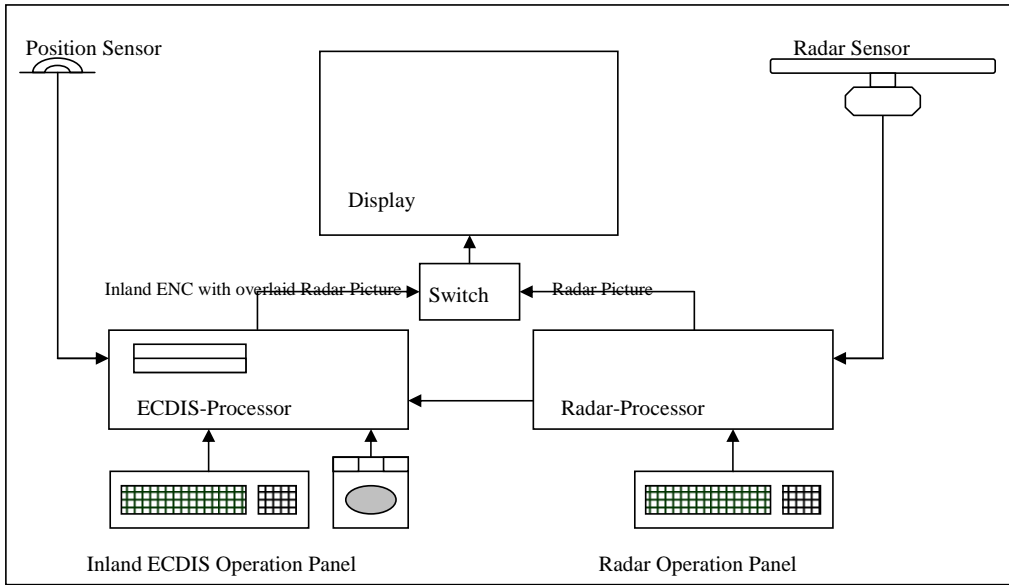 Position Sensor
Radar Sensor
Display
Inland ENC with overlaid Radar Picture
Switch
Radar Picture
ECDIS-Processor
Radar-Processor
Inland ECDIS Operation Panel
Radar Operation Panel